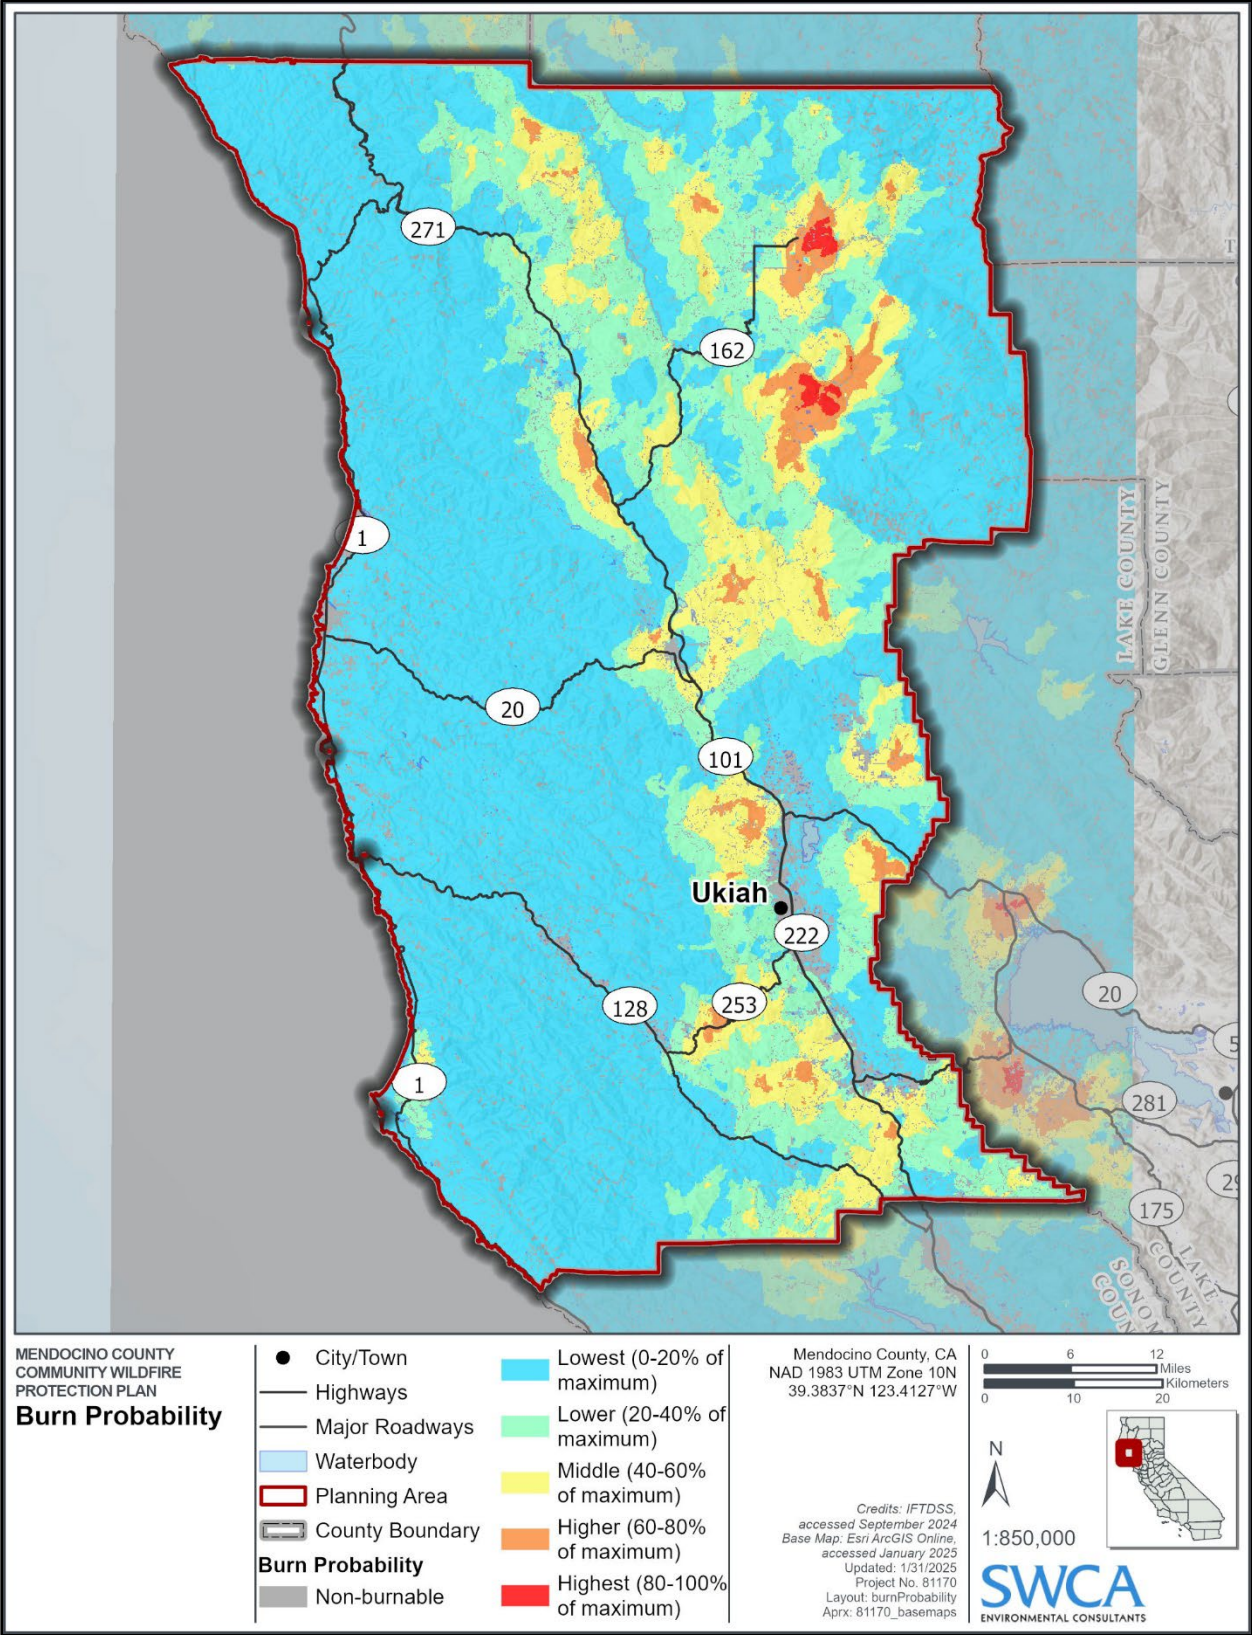 271
162
1
20
101
Ukiah
222
253
128
1
20
281
175
LAKE COUNTY
GLENN COUNTY
LAKE
COUNTY
MENDOCINO COUNTY
COMMUNITY WILDFIRE
PROTECTION PLAN
Burn Probability
City/Town
Highways
Major Roadways
Waterbody
Planning Area
County Boundary
Burn Probability
Non-burnable
Lowest (0-20% of
maximum)
Lower (20-40% of
maximum)
Middle (40-60%
of maximum)
Higher (60-80%
of maximum)
Highest (80-100%
of maximum)
Mendocino County, CA
NAD 1983 UTM Zone 10N
39.3837°N 123.4127°W
Credits: IFTDSS,
accessed September 2024
Base Map: Esri ArcGIS Online,
accessed January 2025
Updated: 1/31/2025
Project No. 81170
Layout: burnProbability
Aprx: 81170_basemaps
0 6 12
Miles
Kilometers
0 10 20
N
1:850,000
SWCA
ENVIRONMENTAL CONSULTANTS